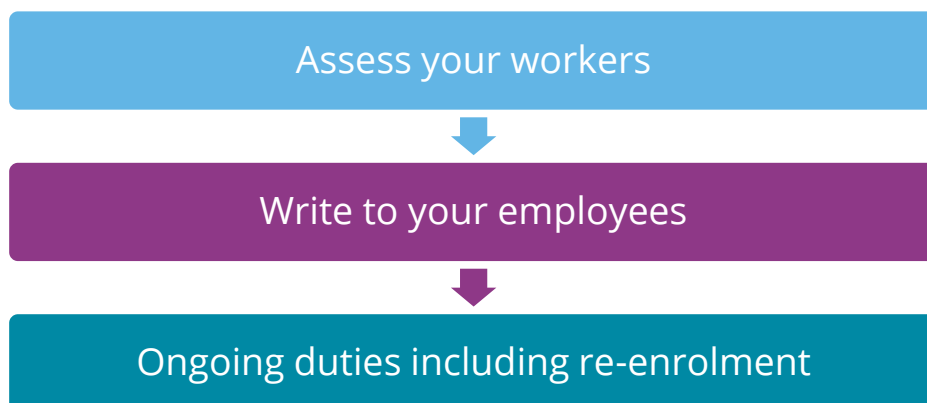 Assess your workers
Write to your employees
Ongoing duties including re-enrolment